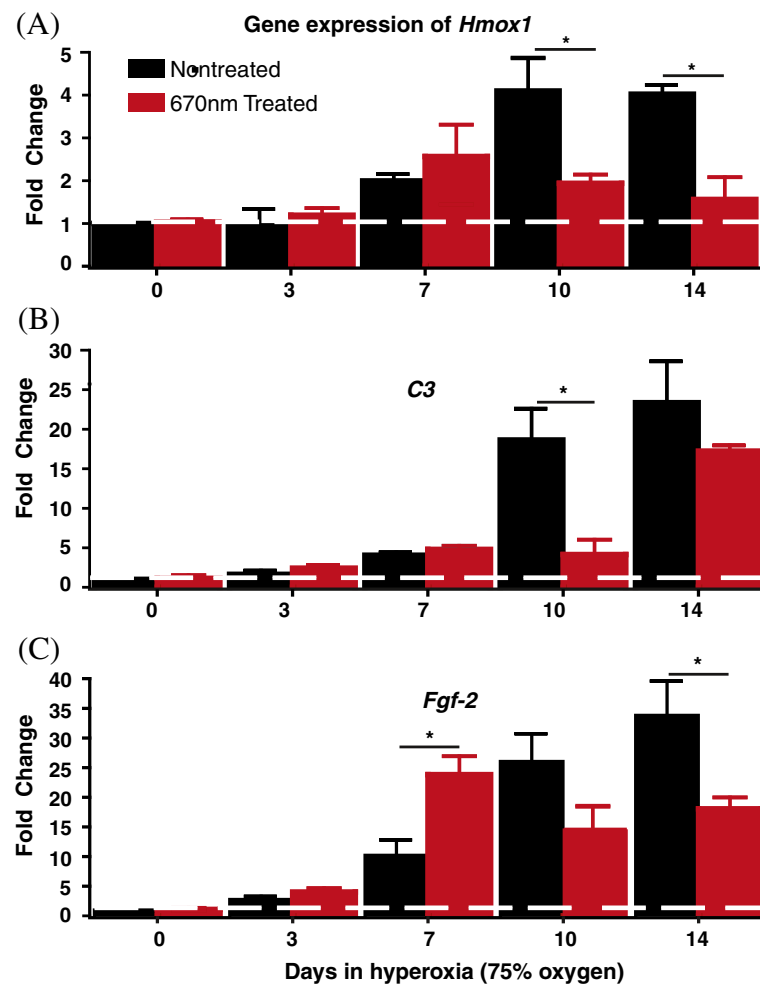 (A)
Gene expression of Hmox1
Fold Change
5
4
3
2
1
0
Nontreated
670nm Treated
*
*
0 3 7 10 14
(B)
C3
Fold Change
30
25
20
15
10
5
0
*
0 3 7 10 14
(C)
Fgf-2
Fold Change
40
35
30
25
20
15
10
5
0
*
*
0 3 7 10 14
Days in hyperoxia (75% oxygen)